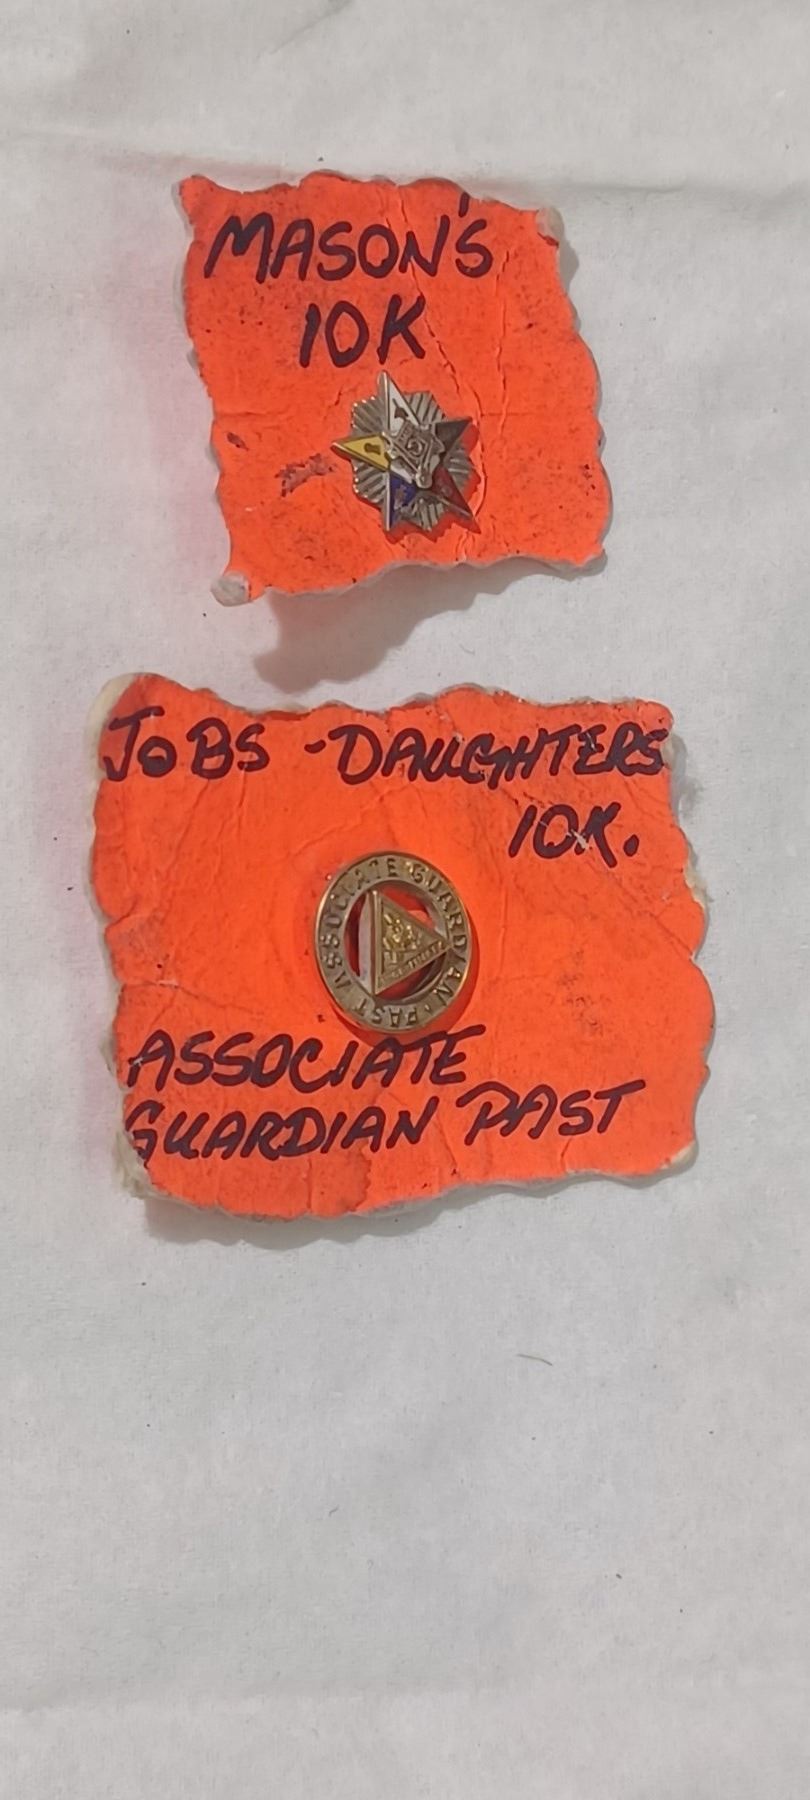 MASON'S
10K
JOBS - DAUGHTERS
10K.
PAST ASSOCIATE GUARDIAN
ASSOCIATE
GUARDIAN PAST